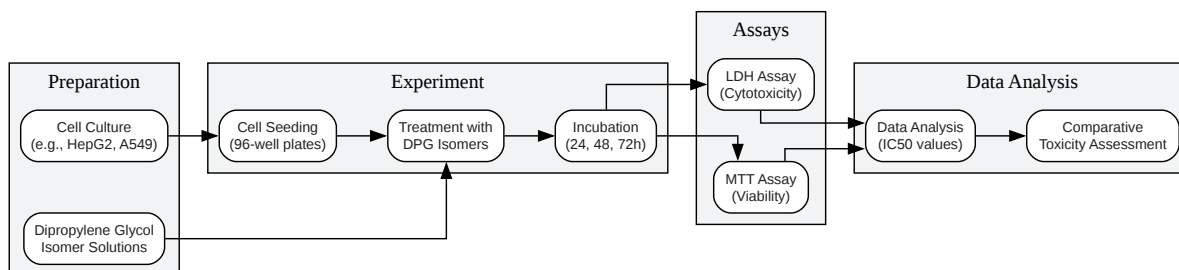 Preparation
Cell Culture
(e.g., HepG2, A549)
Dipropylene Glycol
Isomer Solutions
Experiment
Cell Seeding
(96-well plates)
Treatment with
DPG Isomers
Incubation
(24, 48, 72h)
Assays
LDH Assay
(Cytotoxicity)
MTT Assay
(Viability)
Data Analysis
Data Analysis
(IC50 values)
Comparative
Toxicity Assessment